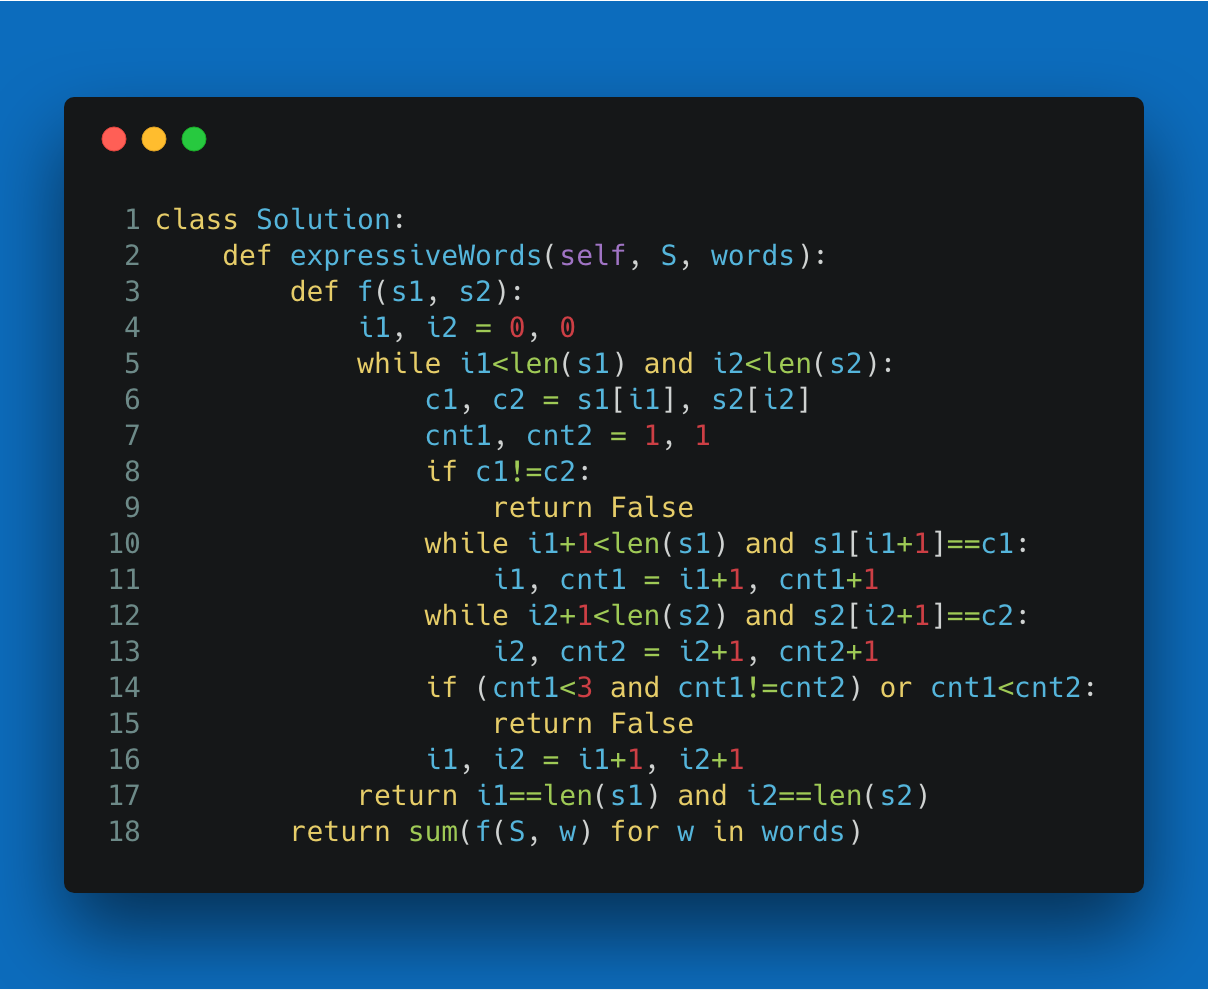 1 class Solution:
2     def expressiveWords(self, S, words):
3         def f(s1, s2):
4             i1, i2 = 0, 0
5             while i1<len(s1) and i2<len(s2):
6                 c1, c2 = s1[i1], s2[i2]
7                 cnt1, cnt2 = 1, 1
8                 if c1!=c2:
9                     return False
10                 while i1+1<len(s1) and s1[i1+1]==c1:
11                     i1, cnt1 = i1+1, cnt1+1
12                 while i2+1<len(s2) and s2[i2+1]==c2:
13                     i2, cnt2 = i2+1, cnt2+1
14                 if (cnt1<3 and cnt1!=cnt2) or cnt1<cnt2:
15                     return False
16                 i1, i2 = i1+1, i2+1
17             return i1==len(s1) and i2==len(s2)
18         return sum(f(S, w) for w in words)